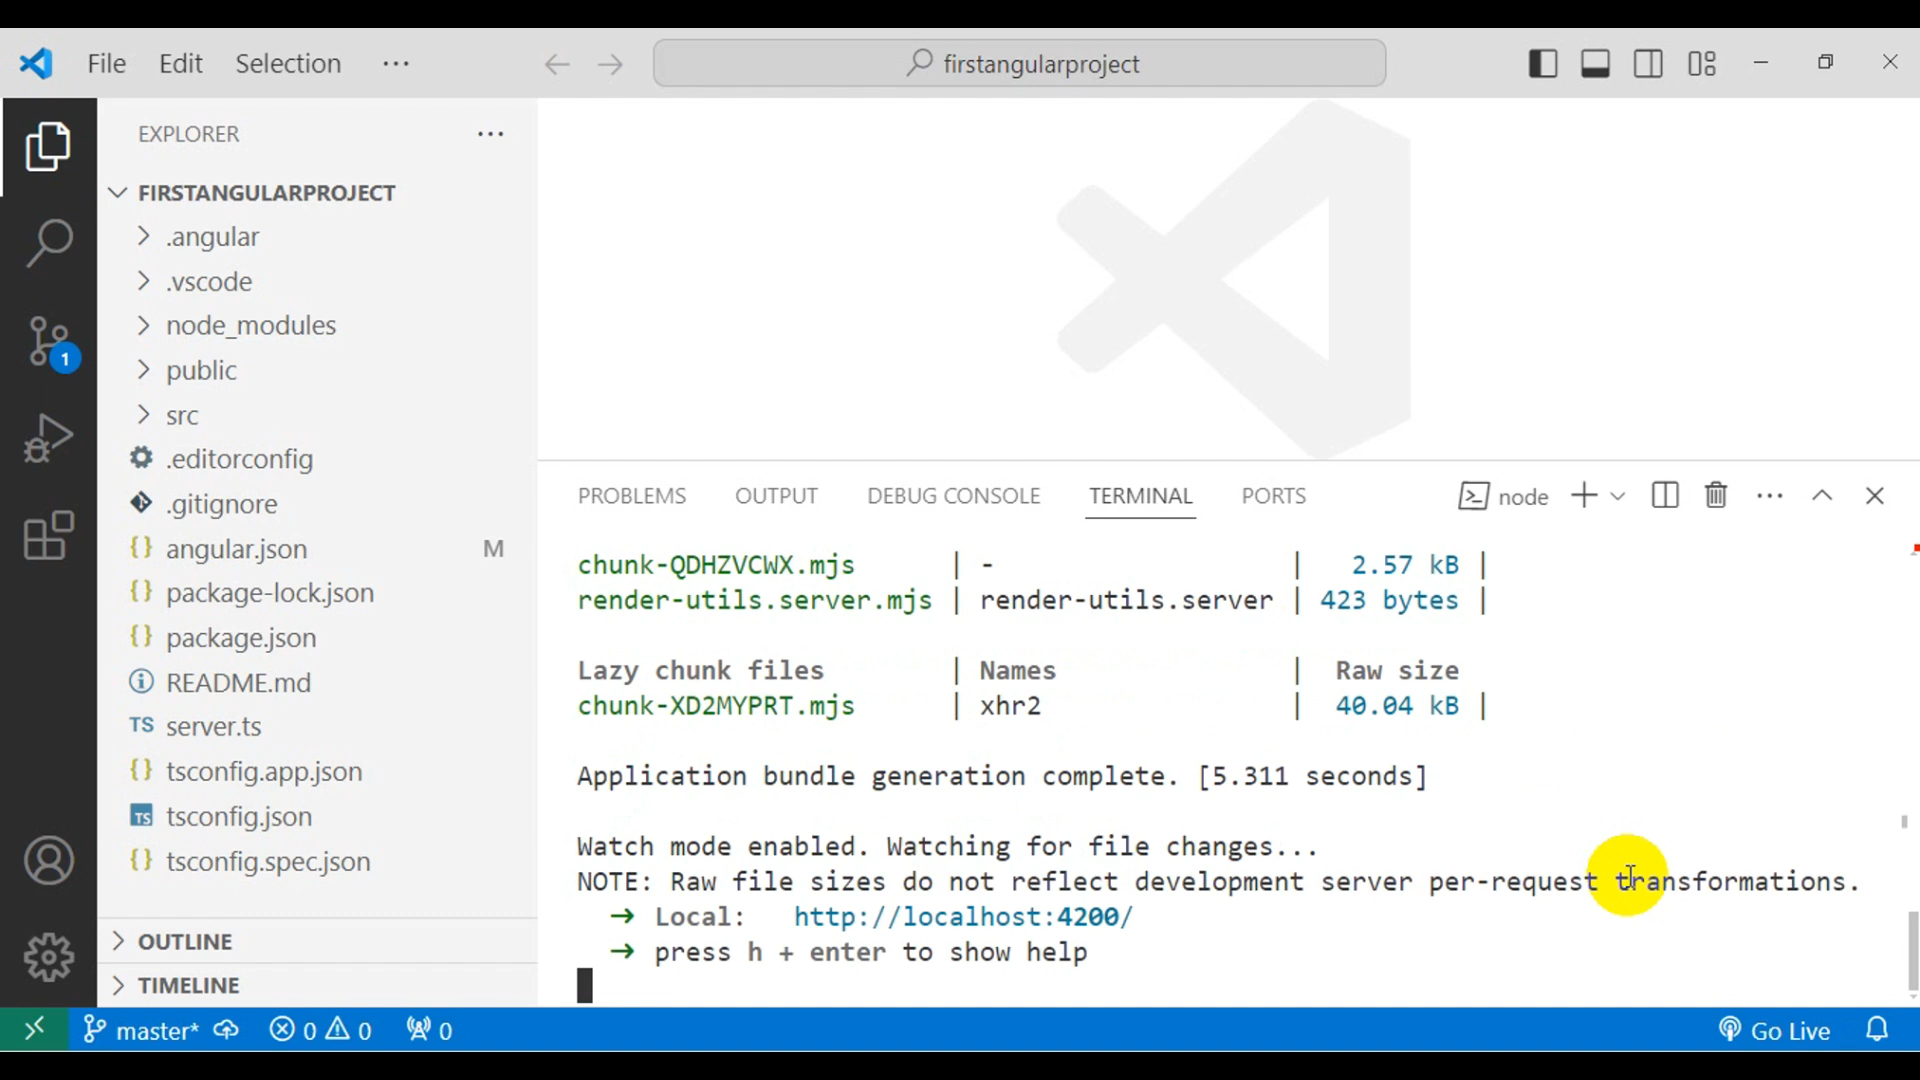 File Edit Selection ··· firstangularproject
EXPLORER ···
FIRSTANGULARPROJECT
.angular
.vscode
node_modules
1
public
src
.editorconfig
.gitignore
{} angular.json M
{} package-lock.json
{} package.json
README.md
TS server.ts
{} tsconfig.app.json
TS tsconfig.json
{} tsconfig.spec.json
OUTLINE
TIMELINE
PROBLEMS OUTPUT DEBUG CONSOLE TERMINAL PORTS node
chunk-QDHZVCWX.mjs | - | 2.57 kB |
render-utils.server.mjs | render-utils.server | 423 bytes |
Lazy chunk files | Names | Raw size
chunk-XD2MYPRT.mjs | xhr2 | 40.04 kB |
Application bundle generation complete. [5.311 seconds]
Watch mode enabled. Watching for file changes...
NOTE: Raw file sizes do not reflect development server per-request transformations.
➜ Local: http://localhost:4200/
➜ press h + enter to show help
master* 0 0 0 Go Live